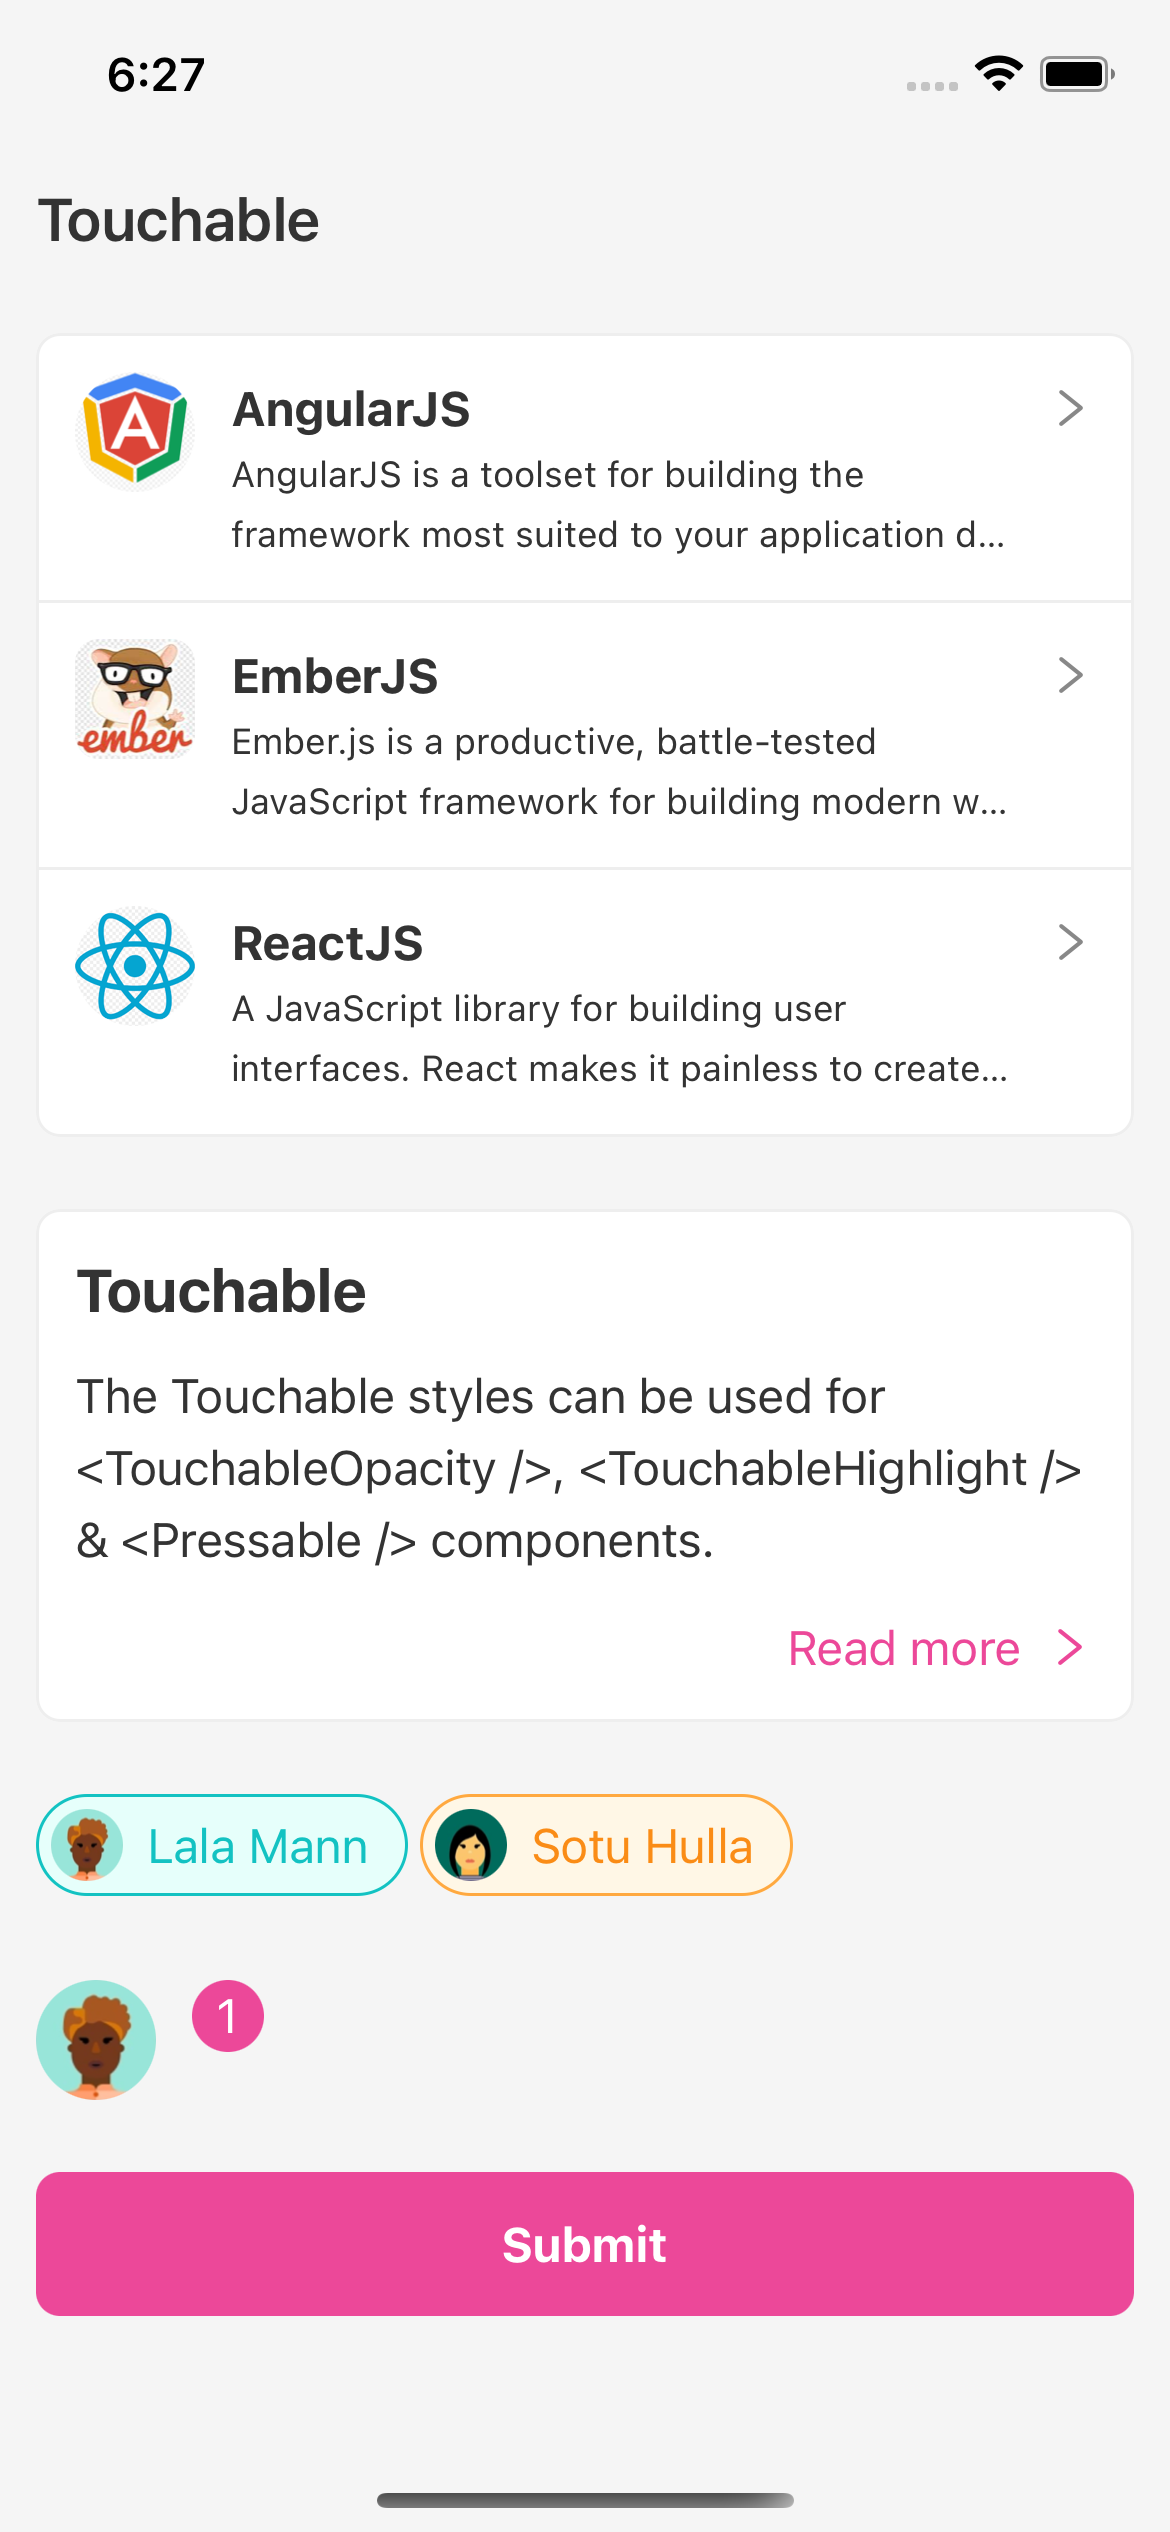 6:27
Touchable
AngularJS
AngularJS is a toolset for building the
framework most suited to your application d...
ember
EmberJS
Ember.js is a productive, battle-tested
JavaScript framework for building modern w...
ReactJS
A JavaScript library for building user
interfaces. React makes it painless to create...
Touchable
The Touchable styles can be used for
<TouchableOpacity />, <TouchableHighlight />
& <Pressable /> components.
Read more
Lala Mann
Sotu Hulla
1
Submit